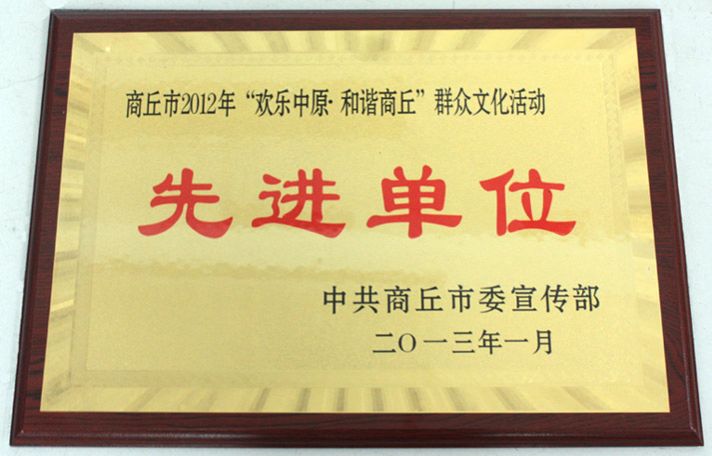 商丘市2012年“欢乐中原·和谐商丘”群众文化活动
先进单位
中共商丘市委宣传部
二〇一三年一月